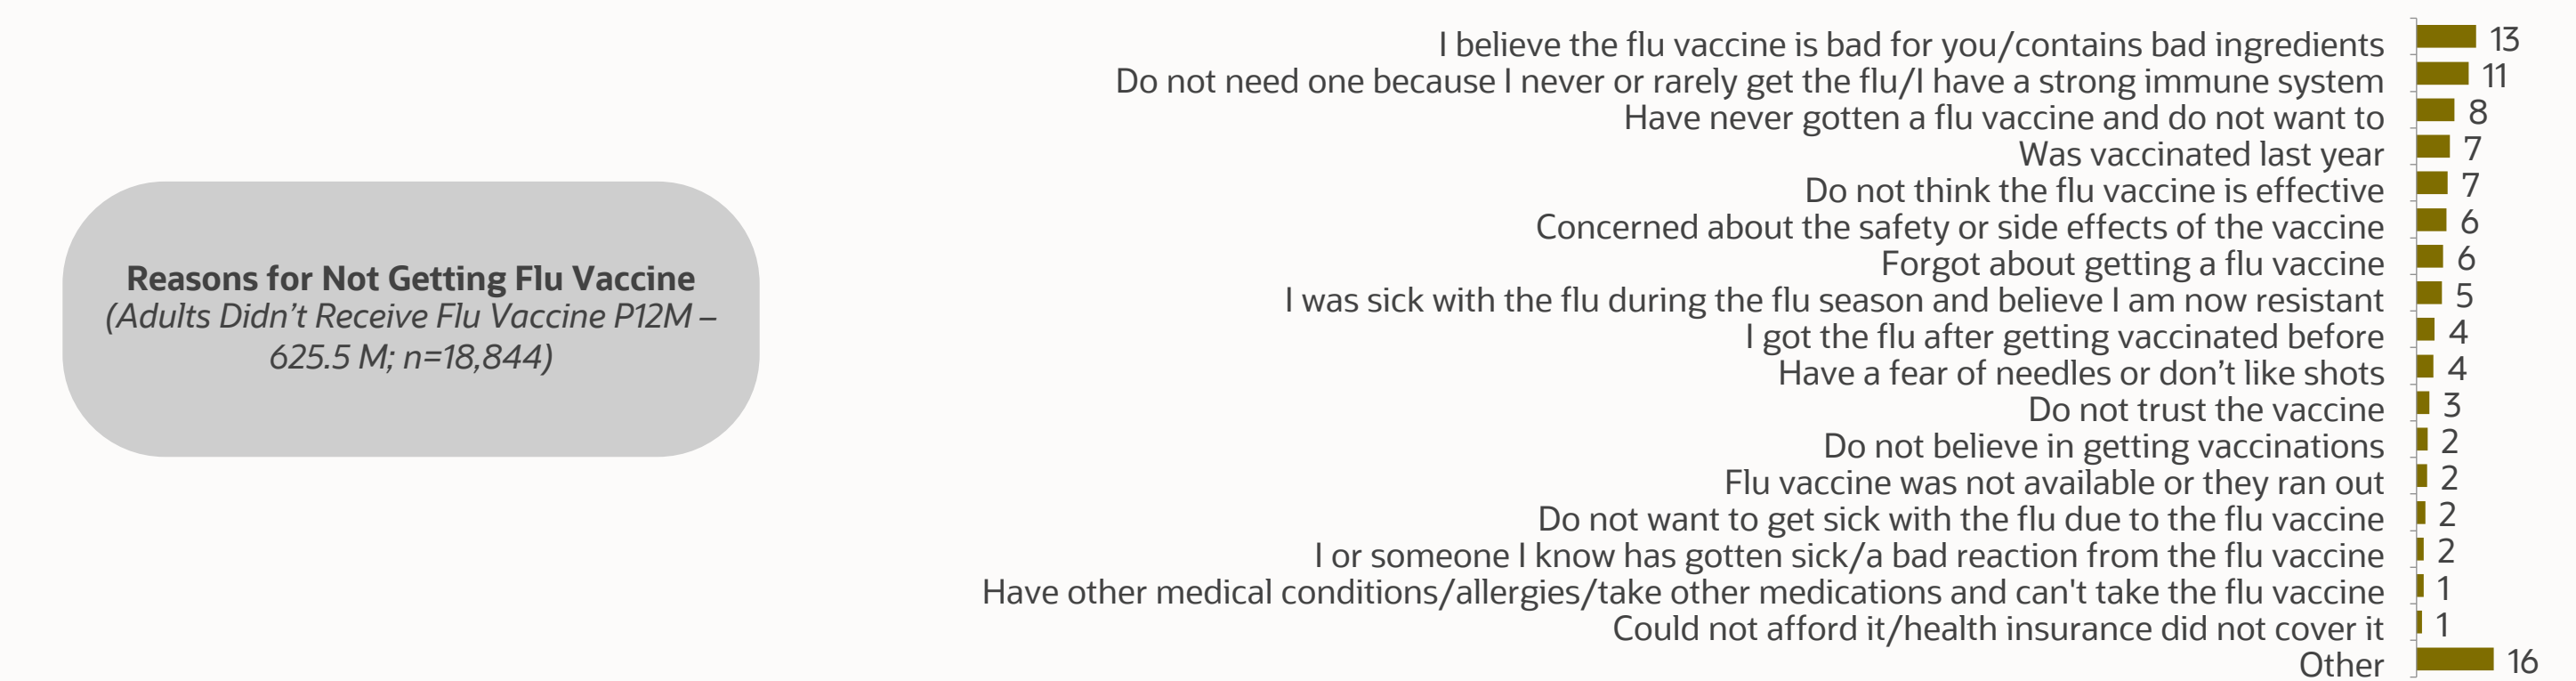 Reasons for Not Getting Flu Vaccine
(Adults Didn’t Receive Flu Vaccine P12M –
625.5 M; n=18,844)
I believe the flu vaccine is bad for you/contains bad ingredients 13
Do not need one because I never or rarely get the flu/I have a strong immune system 11
Have never gotten a flu vaccine and do not want to 8
Was vaccinated last year 7
Do not think the flu vaccine is effective 7
Concerned about the safety or side effects of the vaccine 6
Forgot about getting a flu vaccine 6
I was sick with the flu during the flu season and believe I am now resistant 5
I got the flu after getting vaccinated before 4
Have a fear of needles or don’t like shots 4
Do not trust the vaccine 3
Do not believe in getting vaccinations 2
Flu vaccine was not available or they ran out 2
Do not want to get sick with the flu due to the flu vaccine 2
I or someone I know has gotten sick/a bad reaction from the flu vaccine 2
Have other medical conditions/allergies/take other medications and can't take the flu vaccine 1
Could not afford it/health insurance did not cover it 1
Other 16